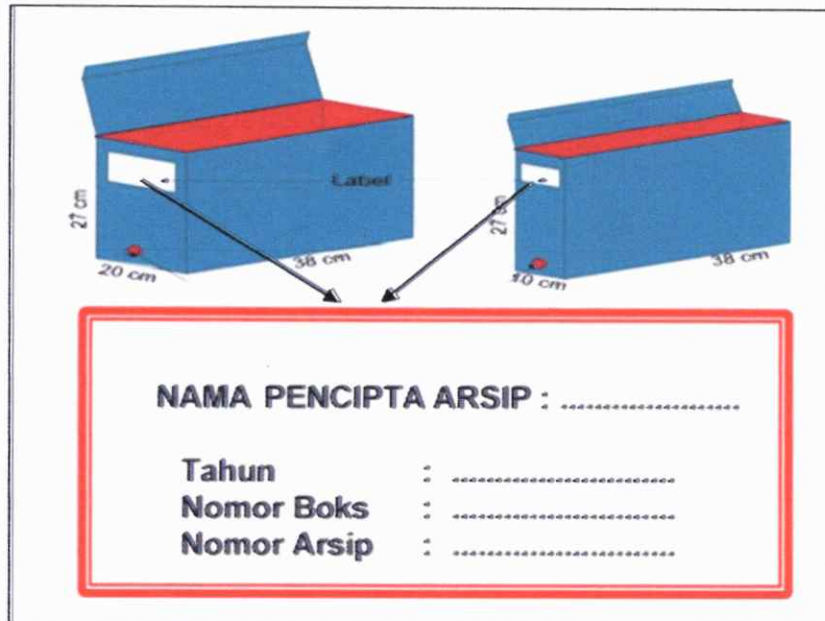 Label
27 cm
20 cm
38 cm
27 cm
10 cm
38 cm
NAMA PENCIPTA ARSIP : ....................
Tahun : .........................
Nomor Boks : .........................
Nomor Arsip : .........................